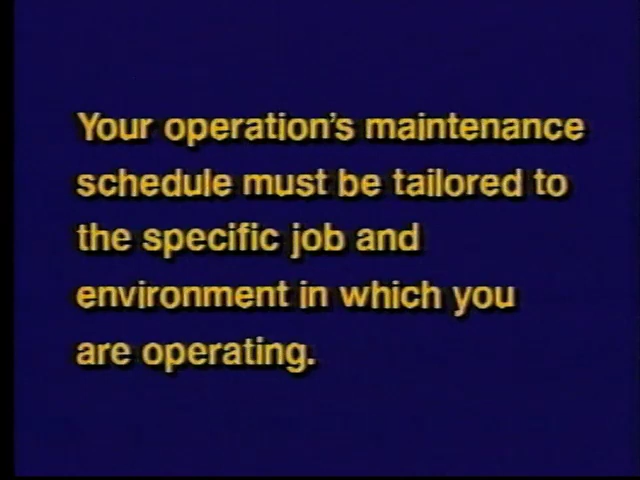 Your operation's maintenance
schedule must be tailored to
the specific job and
environment in which you
are operating.